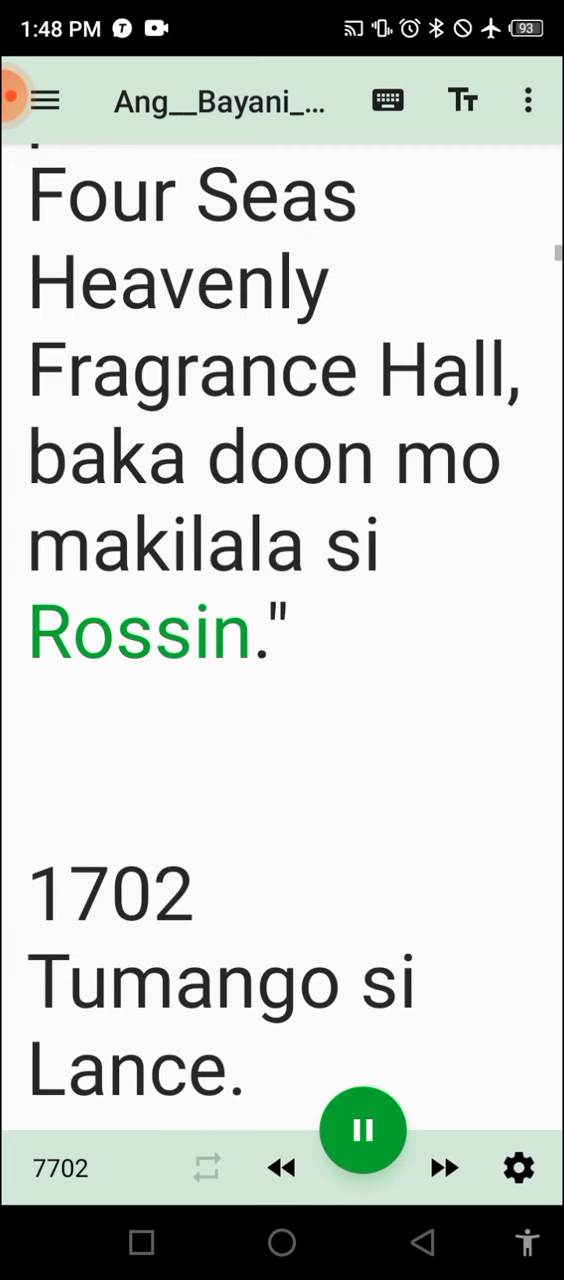 1:48 PM
93
Ang__Bayani_...
Four Seas
Heavenly
Fragrance Hall,
baka doon mo
makilala si
Rossin."
1702
Tumango si
Lance.
7702